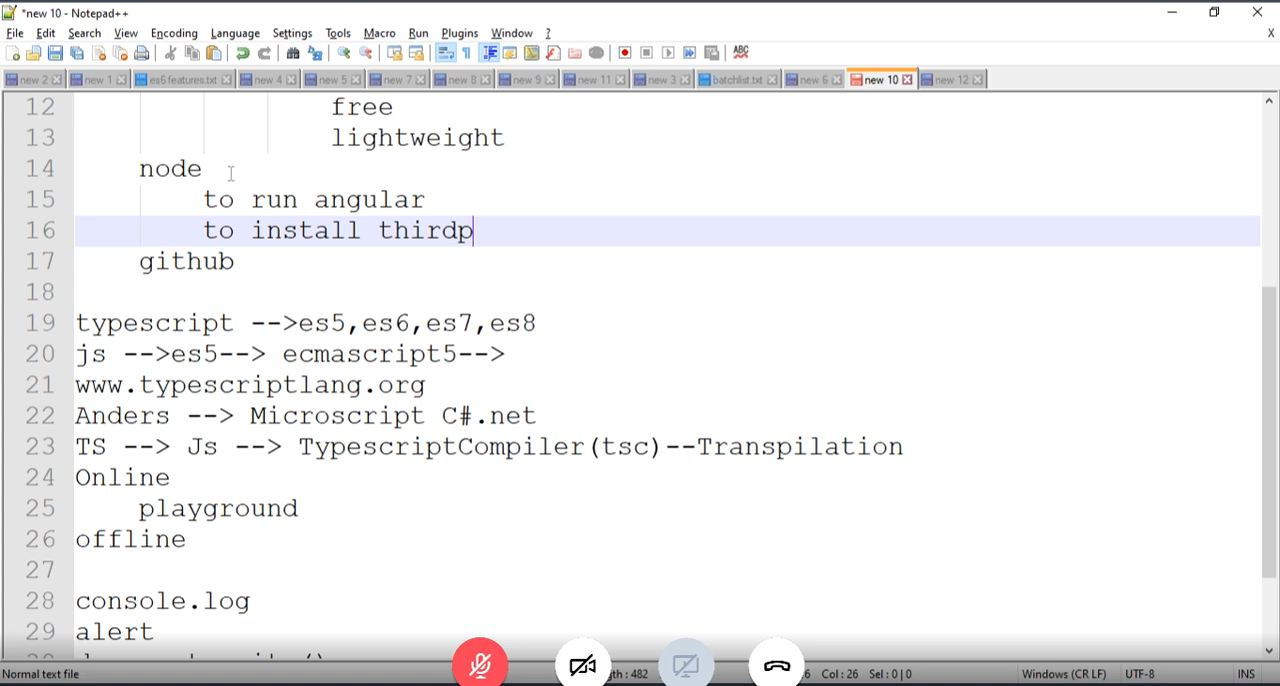 *new 10 - Notepad++
File Edit Search View Encoding Language Settings Tools Macro Run Plugins Window ? X
new 2 new 1 es6 features.txt new 4 new 5 new 7 new 8 new 9 new 11 new 3 batchlist.txt new 6 new 10 new 12
12 free
13 lightweight
14 node
15 to run angular
16 to install thirdp
17 github
18
19 typescript -->es5,es6,es7,es8
20 js -->es5--> ecmascript5-->
21 www.typescriptlang.org
22 Anders --> Microscript C#.net
23 TS --> Js --> TypescriptCompiler(tsc)--Transpilation
24 Online
25 playground
26 offline
27
28 console.log
29 alert
Normal text file : 482 Col : 26 Sel : 0 | 0 Windows (CR LF) UTF-8 INS